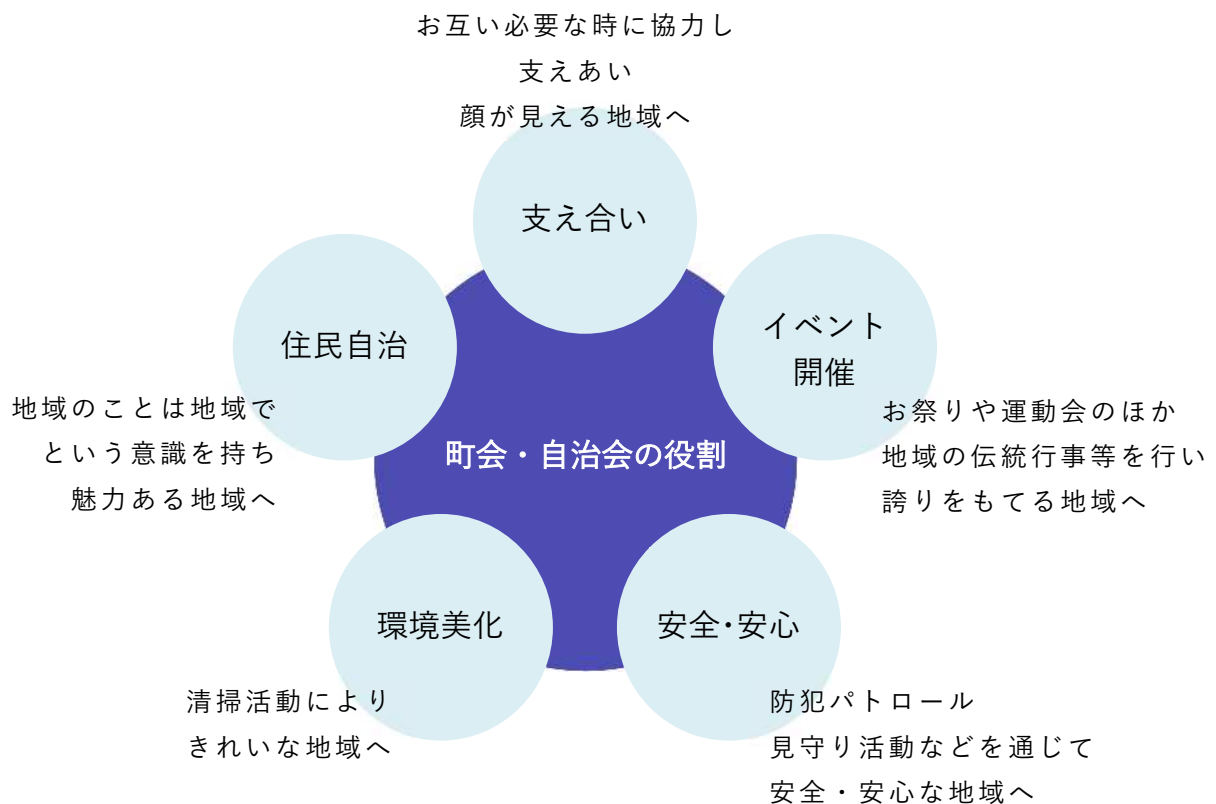 お互い必要な時に協力し
支えあい
顔が見える地域へ
支え合い
イベント
開催
お祭りや運動会のほか
地域の伝統行事等を行い
誇りをもてる地域へ
住民自治
地域のことは地域で
という意識を持ち
魅力ある地域へ
町会・自治会の役割
環境美化
清掃活動により
きれいな地域へ
安全･安心
防犯パトロール
見守り活動などを通じて
安全・安心な地域へ